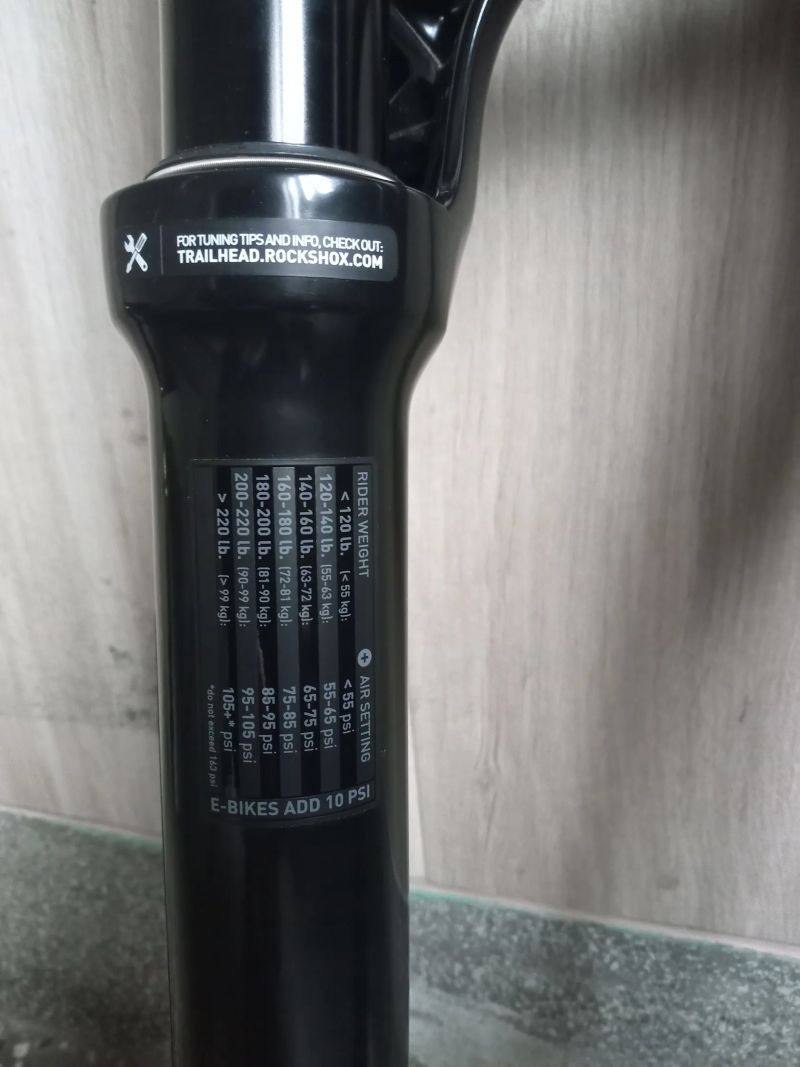 FOR TUNING TIPS AND INFO, CHECK OUT:
TRAILHEAD.ROCKSHOX.COM
RIDER WEIGHT + AIR SETTING
< 120 lb. (< 55 kg): < 55 psi
120-140 lb. (55-63 kg): 55-65 psi
140-160 lb. (63-72 kg): 65-75 psi
160-180 lb. (72-81 kg): 75-85 psi
180-200 lb. (81-90 kg): 85-95 psi
200-220 lb. (90-99 kg): 95-105 psi
> 220 lb. (> 99 kg): 105+* psi
*do not exceed 163 psi
E-BIKES ADD 10 PSI